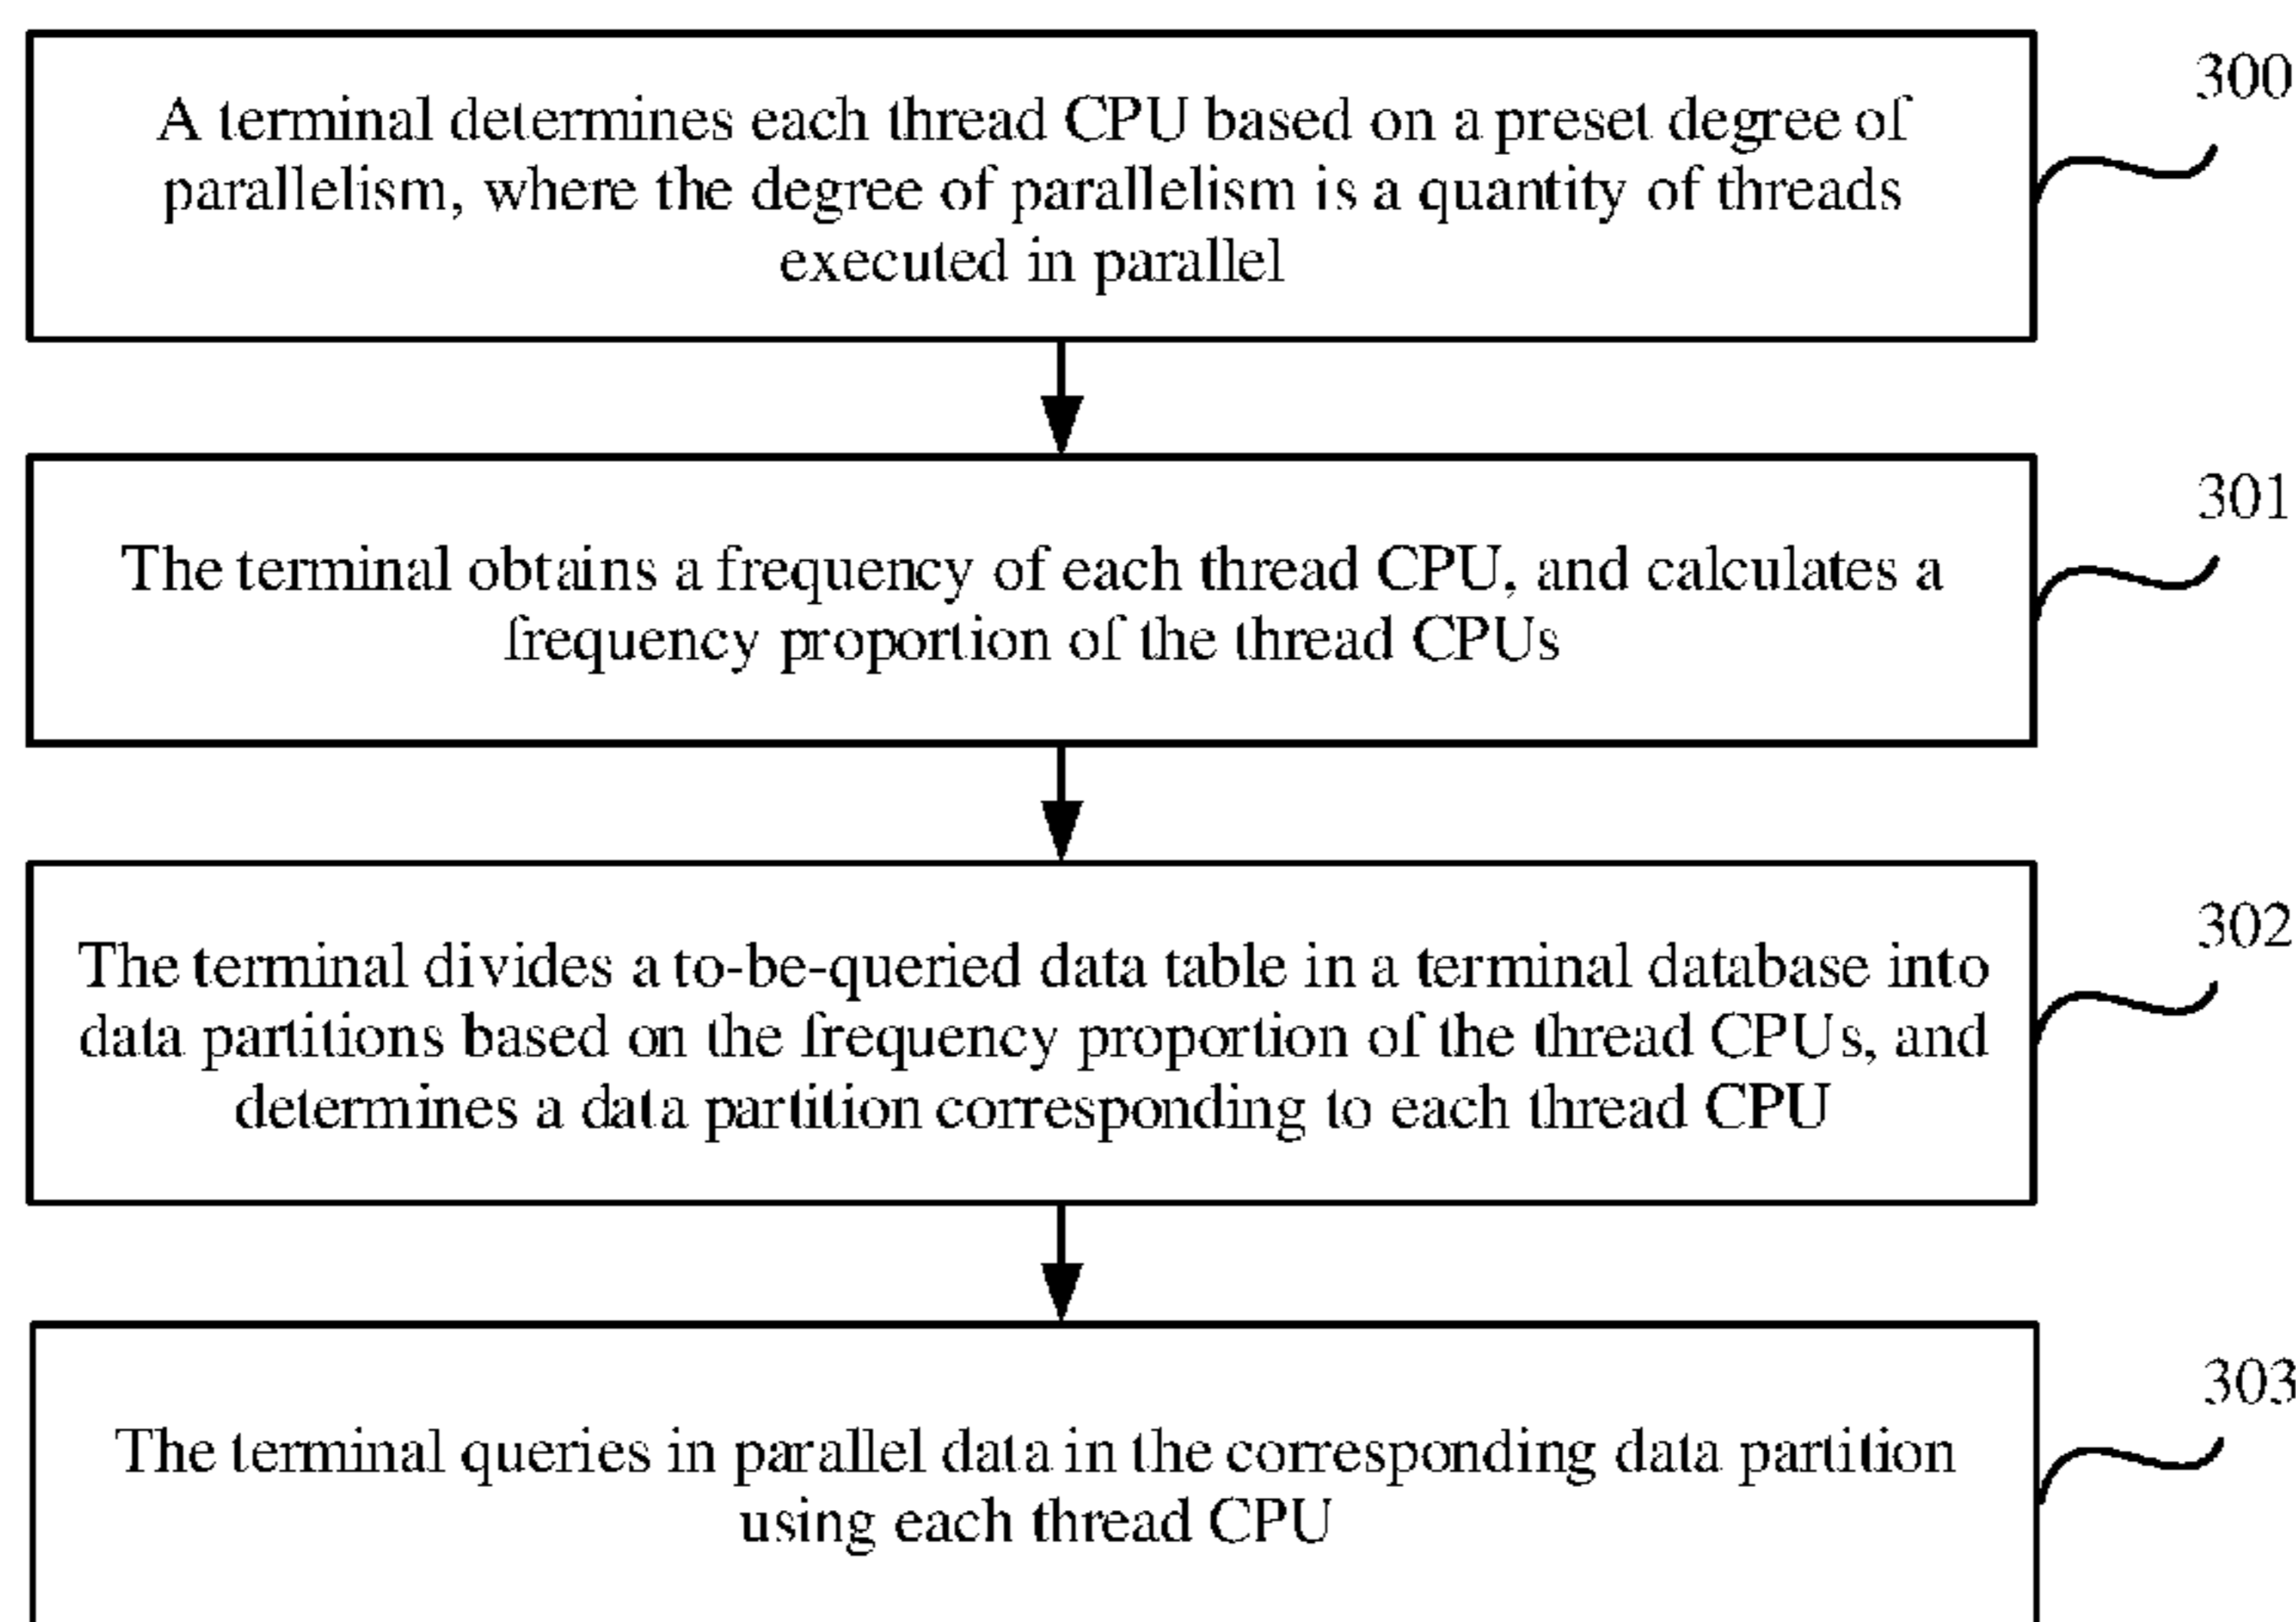 300
A terminal determines each thread CPU based on a preset degree of
parallelism, where the degree of parallelism is a quantity of threads
executed in parallel
301
The terminal obtains a frequency of each thread CPU, and calculates a
frequency proportion of the thread CPUs
302
The terminal divides a to-be-queried data table in a terminal database into
data partitions based on the frequency proportion of the thread CPUs, and
determines a data partition corresponding to each thread CPU
303
The terminal queries in parallel data in the corresponding data partition
using each thread CPU